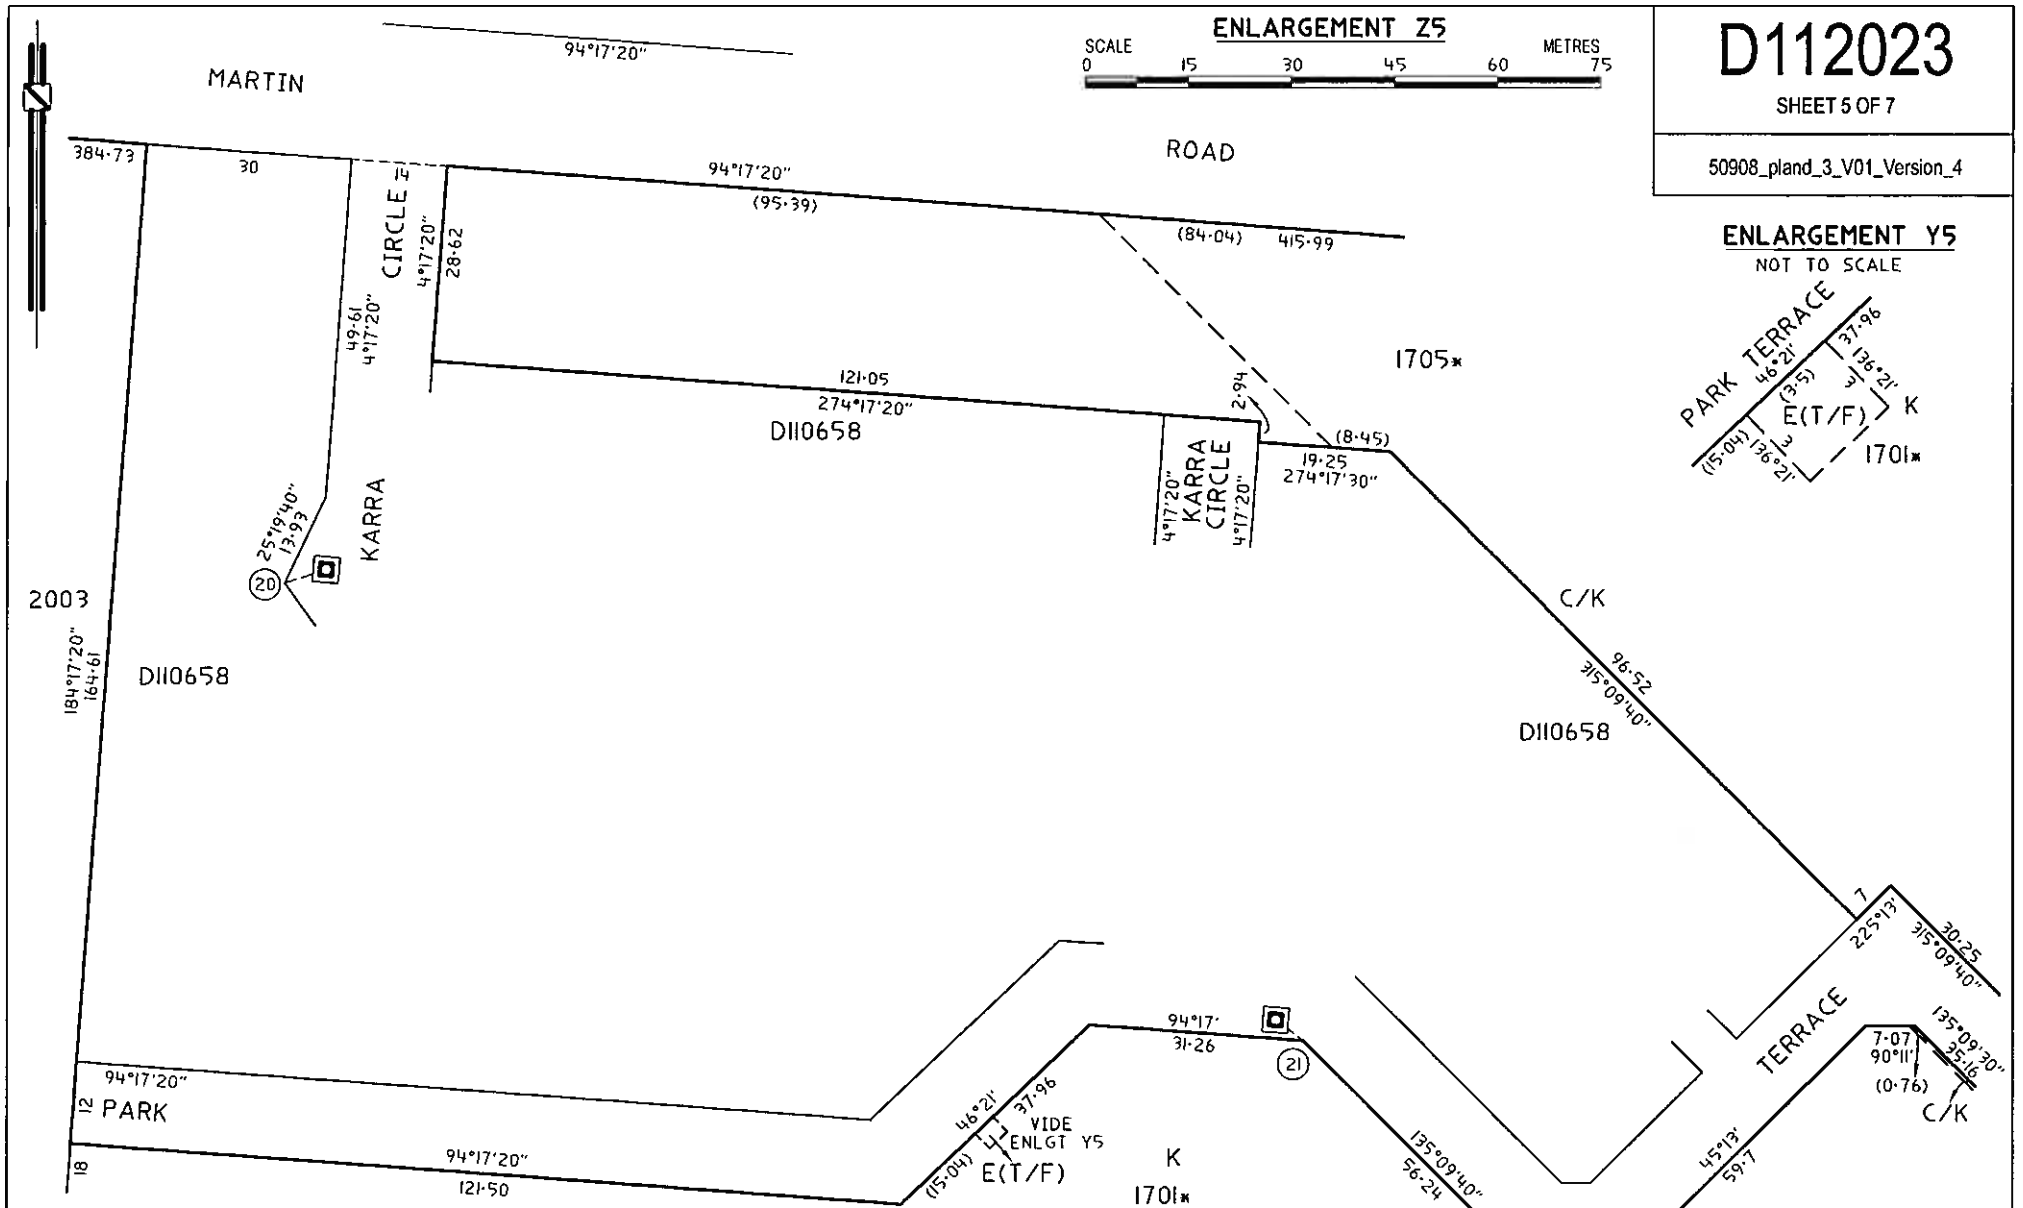 ENLARGEMENT Z5
SCALE
METRES
0 15 30 45 60 75
D112023
SHEET 5 OF 7
50908_pland_3_V01_Version_4
94°17'20"
MARTIN
ROAD
384·73
30
14
CIRCLE
94°17'20"
(95·39)
(84·04) 415·99
4°17'20"
28·62
49·61
4°17'20"
ENLARGEMENT Y5
NOT TO SCALE
PARK TERRACE
46°21'
(3·5)
37·96
136°21'
3
E(T/F)
K
(15·04)
3
136°21'
1701*
1705*
121·05
274°17'20"
D110658
2·94
(8·45)
19·25
274°17'30"
KARRA
CIRCLE
4°17'20"
4°17'20"
25°19'40"
13·93
20
KARRA
2003
184°17'20"
164·61
D110658
C/K
96·52
315°09'40"
D110658
7
225°13'
30·25
315°09'40"
TERRACE
135°09'30"
35·16
7·07
90°11'
(0·76)
C/K
45°13'
59·7
94°17'20"
12
PARK
18
94°17'20"
121·50
46°21'
37·96
(15·04)
VIDE
ENLGT Y5
E(T/F)
94°17'
31·26
21
K
1701*
135°09'40"
56·24